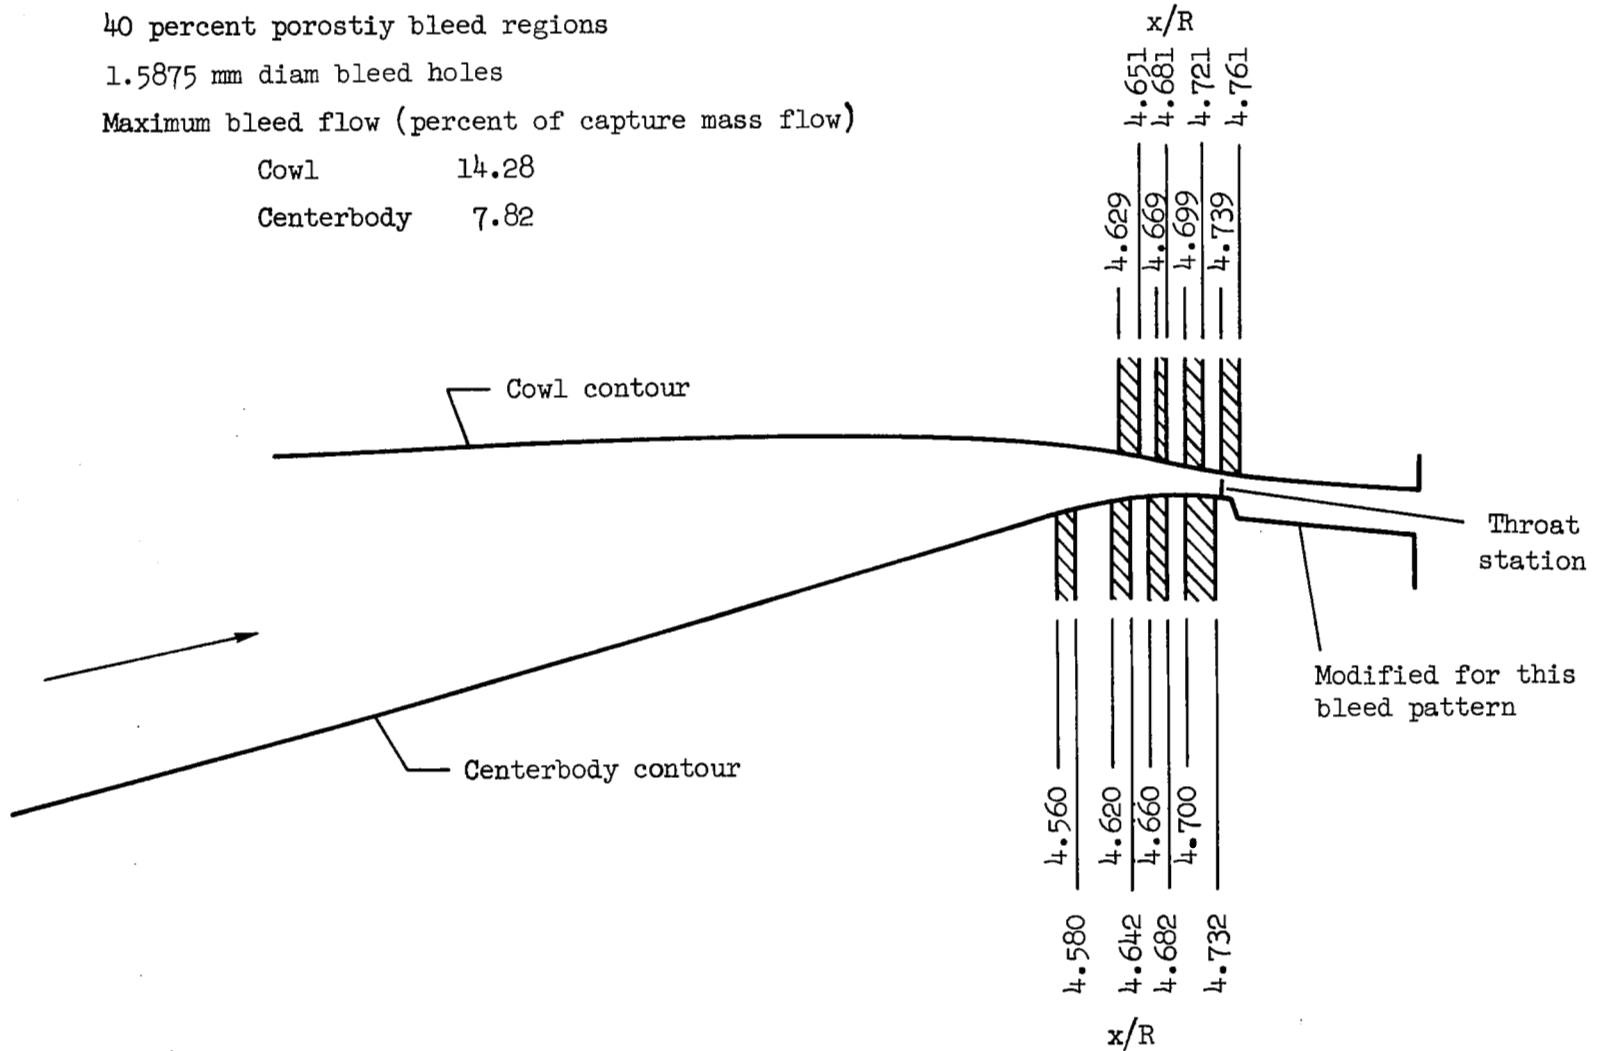 40 percent porostiy bleed regions
1.5875 mm diam bleed holes
Maximum bleed flow (percent of capture mass flow)
Cowl 14.28
Centerbody 7.82
x/R
4.651
4.681
4.721
4.761
4.629
4.669
4.699
4.739
Cowl contour
Throat
station
Modified for this
bleed pattern
Centerbody contour
4.560
4.620
4.660
4.700
4.580
4.642
4.682
4.732
x/R